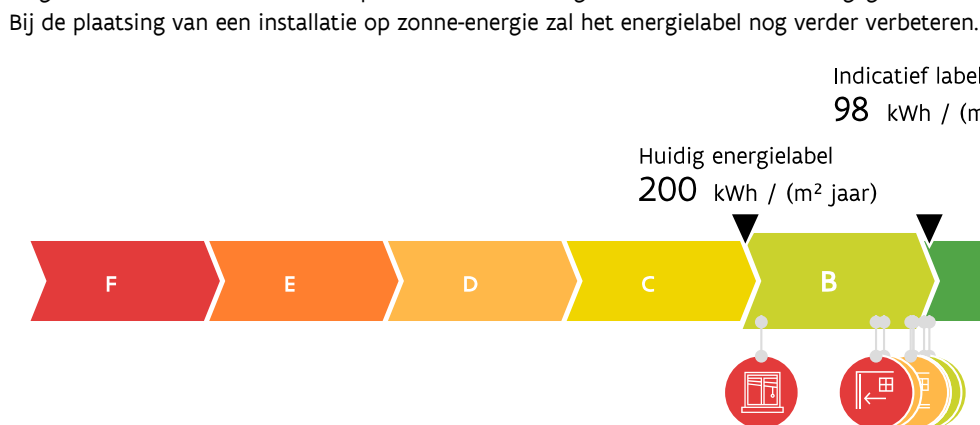 Bij de plaatsing van een installatie op zonne-energie zal het energielabel nog verder verbeteren.
Indicatief label
98 kWh / (m
Huidig energielabel
200 kWh / (m² jaar)
F E D C B